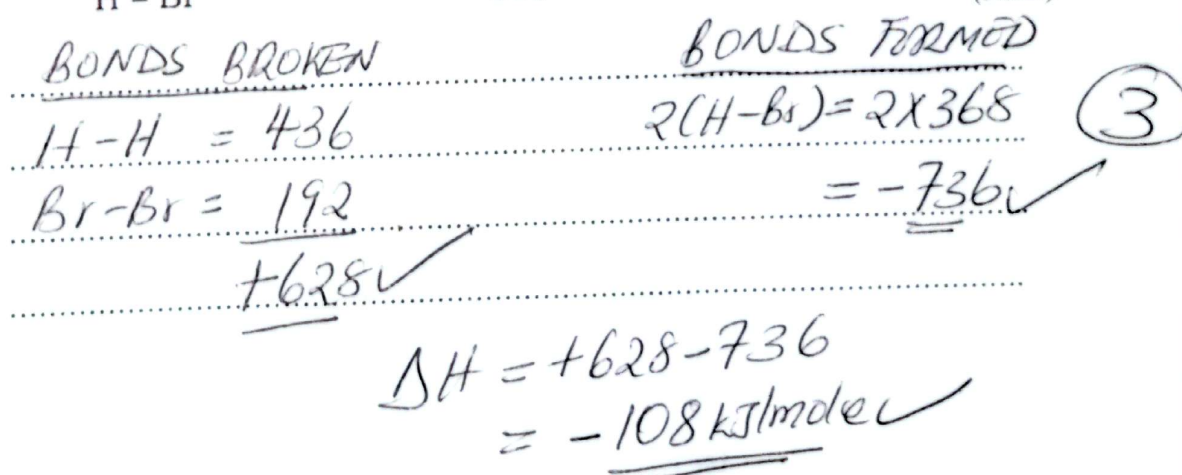 H – Br
BONDS BROKEN
H-H = 436
Br-Br = 192
+628 ✓
BONDS FORMED
2(H-Br) = 2X368
= -736 ✓
3
ΔH = +628-736
= -108 kJ/mole ✓